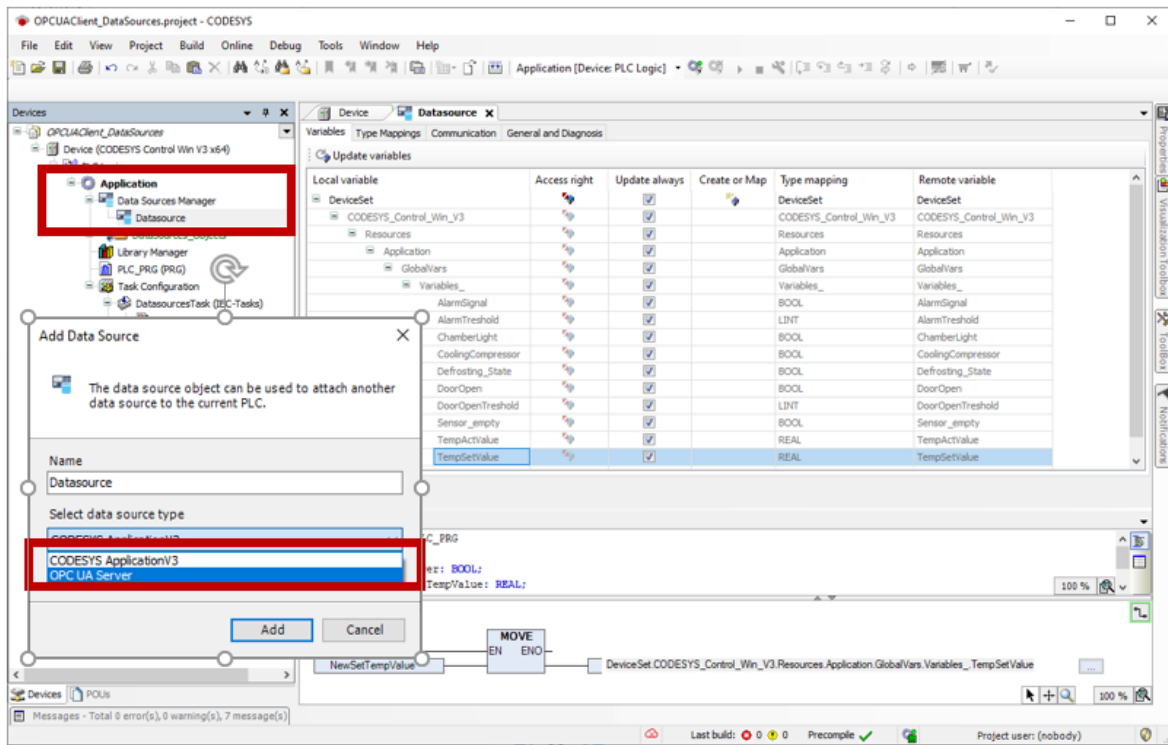 OPCUAClient_DataSources.project - CODESYS
File Edit View Project Build Online Debug Tools Window Help
Application [Device: PLC Logic]
Devices
OPCUAClient_DataSources
Device (CODESYS Control Win V3 x64)
Application
Data Sources Manager
Datasource
DataSources_Objects
Library Manager
PLC_PRG (PRG)
Task Configuration
DatasourcesTask (IEC-Tasks)
Device Datasource
Variables Type Mappings Communication General and Diagnosis
Update variables
Local variable Access right Update always Create or Map Type mapping Remote variable
DeviceSet DeviceSet DeviceSet
CODESYS_Control_Win_V3 CODESYS_Control_Win_V3 CODESYS_Control_Win_V3
Resources Resources Resources
Application Application Application
GlobalVars GlobalVars GlobalVars
Variables_ Variables_ Variables_
AlarmSignal BOOL AlarmSignal
AlarmTreshold LINT AlarmTreshold
ChamberLight BOOL ChamberLight
CoolingCompressor BOOL CoolingCompressor
Defrosting_State BOOL Defrosting_State
DoorOpen BOOL DoorOpen
DoorOpenTreshold LINT DoorOpenTreshold
Sensor_empty BOOL Sensor_empty
TempActValue REAL TempActValue
TempSetValue REAL TempSetValue
Properties
Visualization Toolbox
ToolBox
Notifications
Add Data Source
The data source object can be used to attach another
data source to the current PLC.
Name
Datasource
Select data source type
CODESYS ApplicationV3
CODESYS ApplicationV3
OPC UA Server
Add Cancel
LC_PRG
er: BOOL;
TempValue: REAL;
100 %
MOVE
EN ENO
NewSetTempValue DeviceSet.CODESYS_Control_Win_V3.Resources.Application.GlobalVars.Variables_.TempSetValue ...
100 %
Devices POUs
Messages - Total 0 error(s), 0 warning(s), 7 message(s)
Last build: 0 0 Precompile Project user: (nobody)